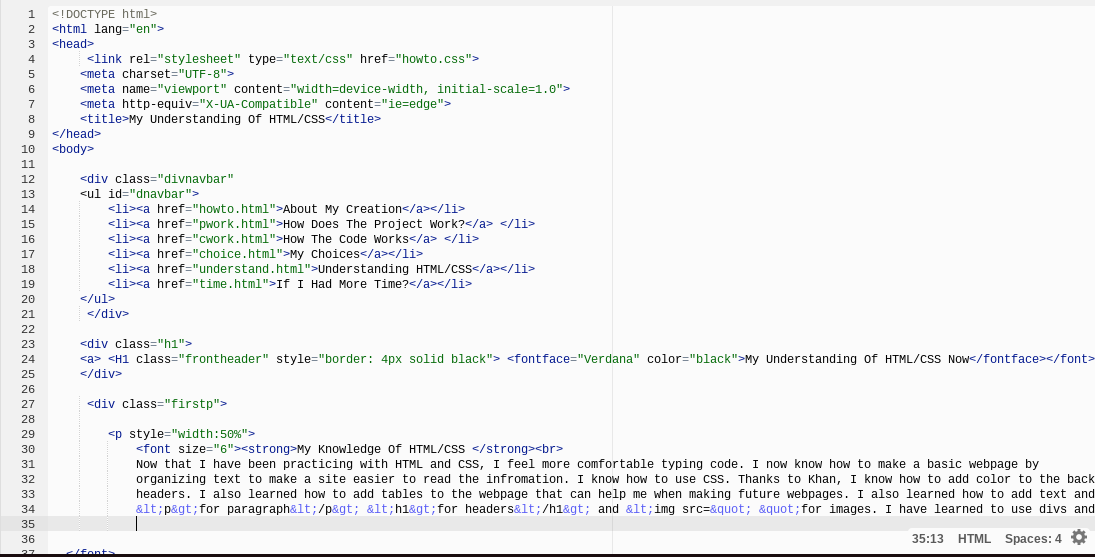 1 <!DOCTYPE html>
2 <html lang="en">
3 <head>
4 <link rel="stylesheet" type="text/css" href="howto.css">
5 <meta charset="UTF-8">
6 <meta name="viewport" content="width=device-width, initial-scale=1.0">
7 <meta http-equiv="X-UA-Compatible" content="ie=edge">
8 <title>My Understanding Of HTML/CSS</title>
9 </head>
10 <body>
11
12 <div class="divnavbar"
13 <ul id="dnavbar">
14 <li><a href="howto.html">About My Creation</a></li>
15 <li><a href="pwork.html">How Does The Project Work?</a> </li>
16 <li><a href="cwork.html">How The Code Works</a> </li>
17 <li><a href="choice.html">My Choices</a></li>
18 <li><a href="understand.html">Understanding HTML/CSS</a></li>
19 <li><a href="time.html">If I Had More Time?</a></li>
20 </ul>
21 </div>
22
23 <div class="h1">
24 <a> <H1 class="frontheader" style="border: 4px solid black"> <fontface="Verdana" color="black">My Understanding Of HTML/CSS Now</fontface></font>
25 </div>
26
27 <div class="firstp">
28
29 <p style="width:50%">
30 <font size="6"><strong>My Knowledge Of HTML/CSS </strong><br>
31 Now that I have been practicing with HTML and CSS, I feel more comfortable typing code. I now know how to make a basic webpage by
32 organizing text to make a site easier to read the infromation. I know how to use CSS. Thanks to Khan, I know how to add color to the back
33 headers. I also learned how to add tables to the webpage that can help me when making future webpages. I also learned how to add text and
34 &lt;p&gt;for paragraph&lt;/p&gt; &lt;h1&gt;for headers&lt;/h1&gt; and &lt;img src=&quot; &quot;for images. I have learned to use divs and
35
36
37 </font>
35:13 HTML Spaces: 4